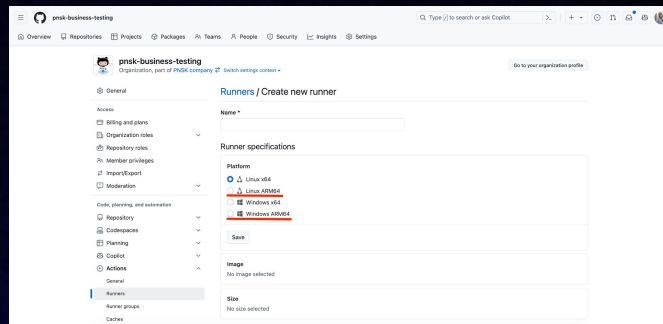 pnsk-business-testing
Type / to search or ask Copilot
Overview
Repositories
Projects
Packages
Teams
People
Security
Insights
Settings
pnsk-business-testing
Organization, part of PNSK company Switch settings context
Go to your organization profile
General
Access
Billing and plans
Organization roles
Repository roles
Member privileges
Import/Export
Moderation
Code, planning, and automation
Repository
Codespaces
Planning
Copilot
Actions
General
Runners
Runner groups
Caches
Runners / Create new runner
Name *
Runner specifications
Platform
Linux x64
Linux ARM64
Windows x64
Windows ARM64
Save
Image
No image selected
Size
No size selected